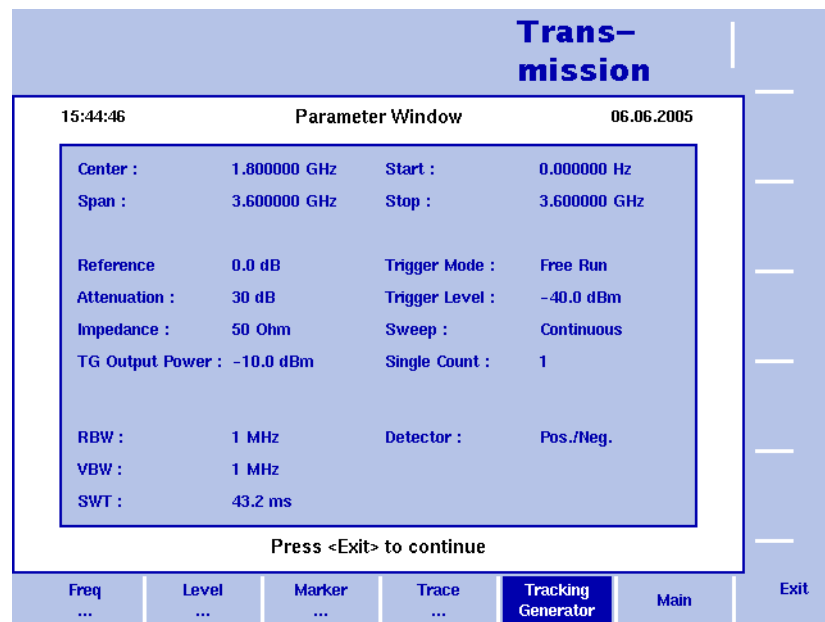 Trans–
mission
15:44:46 Parameter Window 06.06.2005
Center : 1.800000 GHz Start : 0.000000 Hz
Span : 3.600000 GHz Stop : 3.600000 GHz
Reference 0.0 dB Trigger Mode : Free Run
Attenuation : 30 dB Trigger Level : –40.0 dBm
Impedance : 50 Ohm Sweep : Continuous
TG Output Power : –10.0 dBm Single Count : 1
RBW : 1 MHz Detector : Pos./Neg.
VBW : 1 MHz
SWT : 43.2 ms
Press <Exit> to continue
Freq Level Marker Trace Tracking Main Exit
... ... ... ... Generator